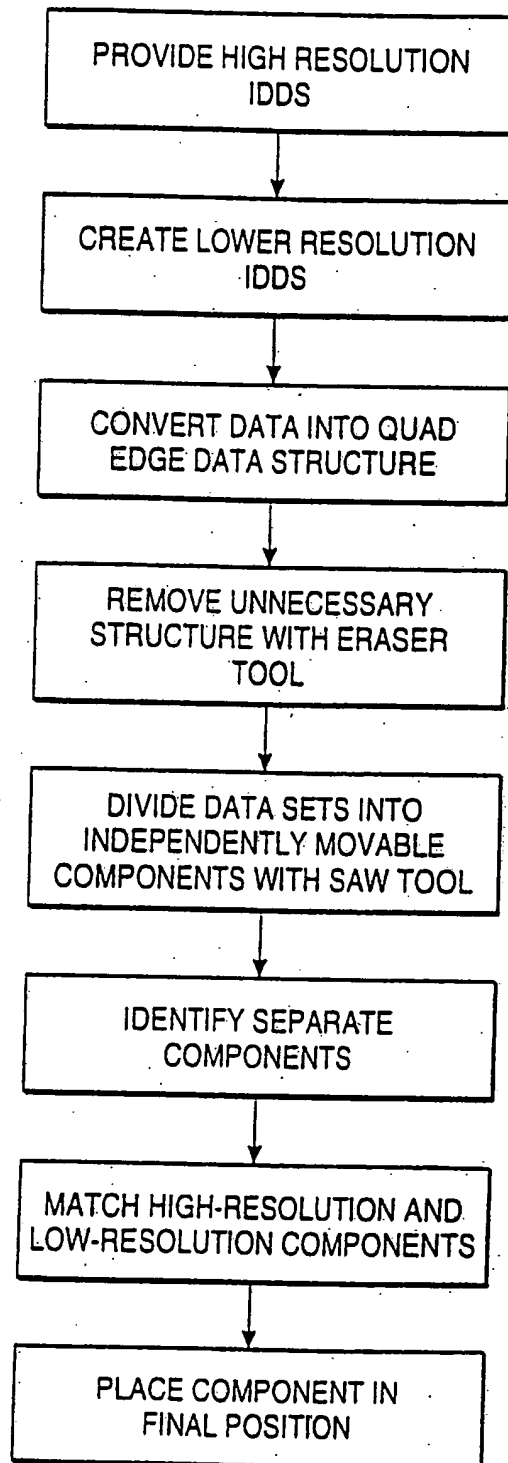 PROVIDE HIGH RESOLUTION
IDDS
CREATE LOWER RESOLUTION
IDDS
CONVERT DATA INTO QUAD
EDGE DATA STRUCTURE
REMOVE UNNECESSARY
STRUCTURE WITH ERASER
TOOL
DIVIDE DATA SETS INTO
INDEPENDENTLY MOVABLE
COMPONENTS WITH SAW TOOL
IDENTIFY SEPARATE
COMPONENTS
MATCH HIGH-RESOLUTION AND
LOW-RESOLUTION COMPONENTS
PLACE COMPONENT IN
FINAL POSITION